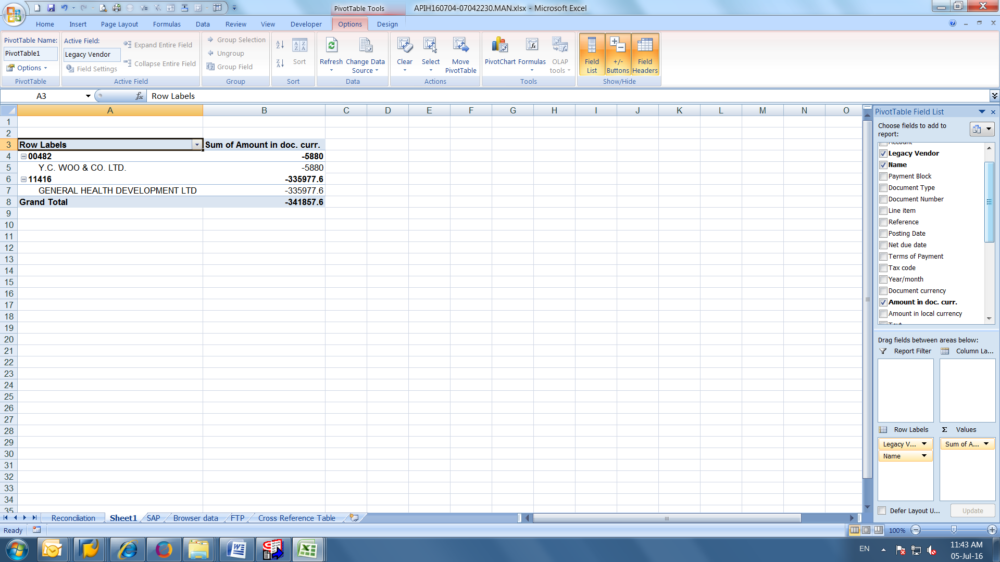 PivotTable Tools
APIH160704-07042230.MAN.xlsx - Microsoft Excel
Home Insert Page Layout Formulas Data Review View Developer Options Design
PivotTable Name:
PivotTable1
Options
PivotTable
Active Field:
Legacy Vendor
Field Settings
Expand Entire Field
Collapse Entire Field
Active Field
Group Selection
Ungroup
Group Field
Group
Sort
Sort
Refresh
Change Data Source
Data
Clear
Select
Move PivotTable
Actions
PivotChart
Formulas
OLAP tools
Tools
Field List
+/- Buttons
Field Headers
Show/Hide
A3
fx
Row Labels
A B C D E F G H I J K L M N O
1
2
3 Row Labels Sum of Amount in doc. curr.
4 00482 -5880
5 Y.C. WOO & CO. LTD. -5880
6 11416 -335977.6
7 GENERAL HEALTH DEVELOPMENT LTD -335977.6
8 Grand Total -341857.6
9
10
11
12
13
14
15
16
17
18
19
20
21
22
23
24
25
26
27
28
29
30
31
32
33
34
35
PivotTable Field List
Choose fields to add to report:
Account
Legacy Vendor
Name
Payment Block
Document Type
Document Number
Line item
Reference
Posting Date
Net due date
Terms of Payment
Tax code
Year/month
Document currency
Amount in doc. curr.
Amount in local currency
Text
Drag fields between areas below:
Report Filter
Column La...
Row Labels
Σ Values
Legacy V...
Name
Sum of A...
Defer Layout U...
Update
Reconciliation Sheet1 SAP Browser data FTP Cross Reference Table
Ready
100%
EN
11:43 AM
05-Jul-16